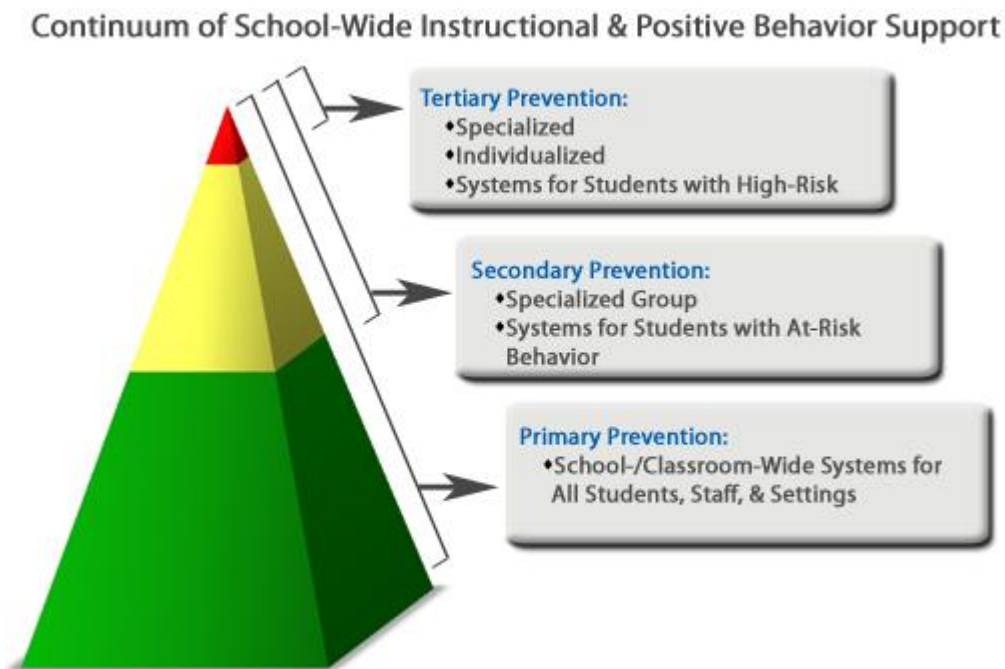 Continuum of School-Wide Instructional & Positive Behavior Support
Tertiary Prevention:
♦Specialized
♦Individualized
♦Systems for Students with High-Risk
Secondary Prevention:
♦Specialized Group
♦Systems for Students with At-Risk
Behavior
Primary Prevention:
♦School-/Classroom-Wide Systems for
All Students, Staff, & Settings